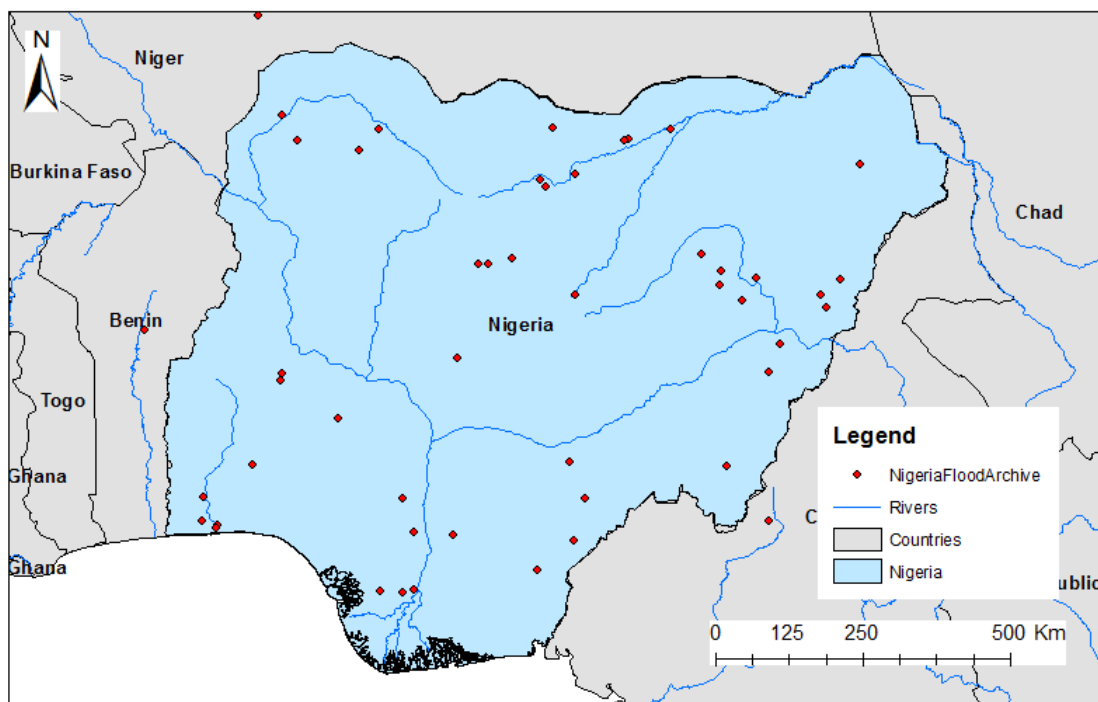 N
Niger
Burkina Faso
Chad
Benin
Nigeria
Togo
Ghana
Ghana
C
ublic
Legend
NigeriaFloodArchive
Rivers
Countries
Nigeria
0 125 250 500 Km